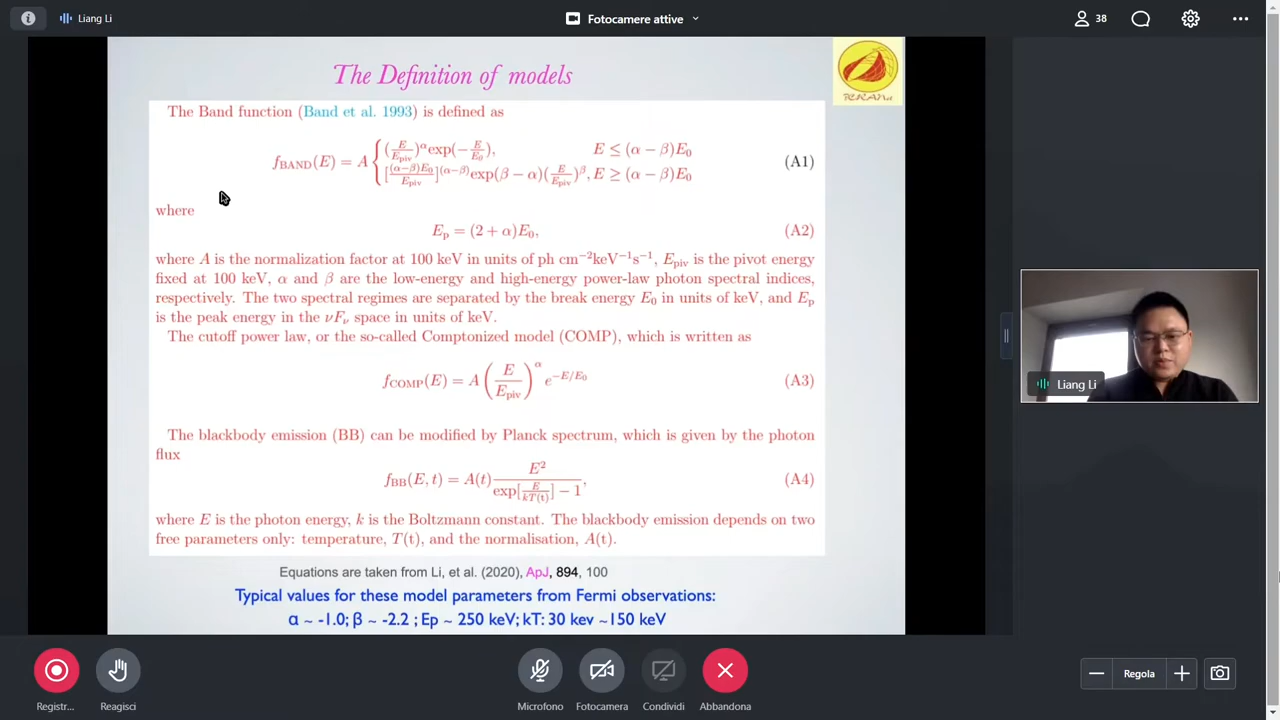 Liang Li
Fotocamere attive
38
The Definition of models
ICRANet
The Band function (Band et al. 1993) is defined as
f_BAND(E) = A { (E/E_piv)^α exp(−E/E_0), E ≤ (α − β)E_0
[(α−β)E_0/E_piv]^(α−β) exp(β − α)(E/E_piv)^β, E ≥ (α − β)E_0 (A1)
where
E_p = (2 + α)E_0, (A2)
where A is the normalization factor at 100 keV in units of ph cm⁻²keV⁻¹s⁻¹, E_piv is the pivot energy
fixed at 100 keV, α and β are the low-energy and high-energy power-law photon spectral indices,
respectively. The two spectral regimes are separated by the break energy E_0 in units of keV, and E_p
is the peak energy in the νF_ν space in units of keV.
The cutoff power law, or the so-called Comptonized model (COMP), which is written as
f_COMP(E) = A (E/E_piv)^α e^(−E/E_0) (A3)
The blackbody emission (BB) can be modified by Planck spectrum, which is given by the photon
flux
f_BB(E, t) = A(t) E²/(exp[E/kT(t)] − 1), (A4)
where E is the photon energy, k is the Boltzmann constant. The blackbody emission depends on two
free parameters only: temperature, T(t), and the normalisation, A(t).
Equations are taken from Li, et al. (2020), ApJ, 894, 100
Typical values for these model parameters from Fermi observations:
α ~ -1.0; β ~ -2.2 ; Ep ~ 250 keV; kT: 30 kev ~150 keV
Liang Li
Registr...
Reagisci
Microfono
Fotocamera
Condividi
Abbandona
Regola